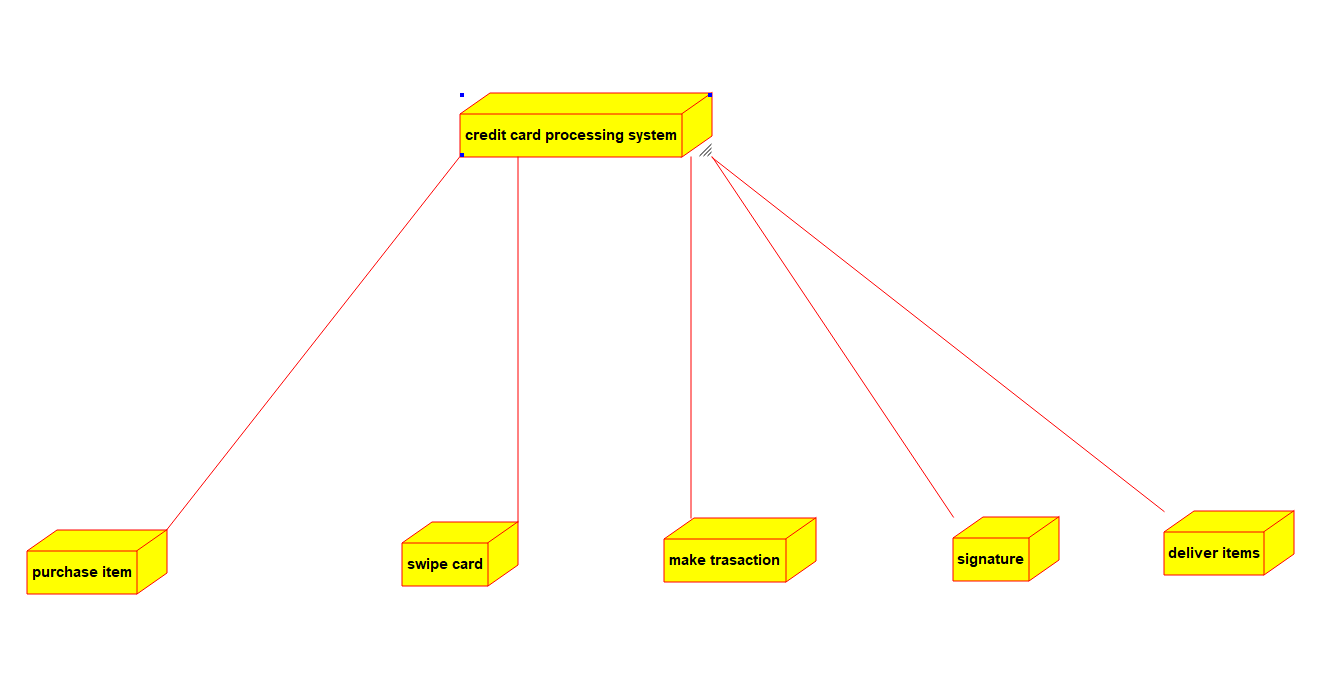 credit card processing system
purchase item
swipe card
make trasaction
signature
deliver items